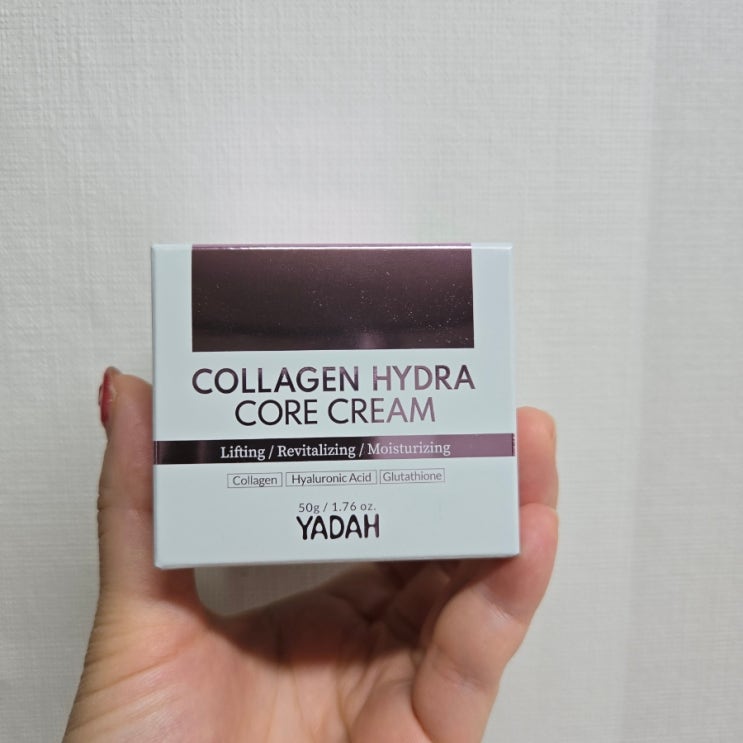 COLLAGEN HYDRA
CORE CREAM
Lifting / Revitalizing / Moisturizing
Collagen Hyaluronic Acid Glutathione
50g / 1.76 oz.
YADAH